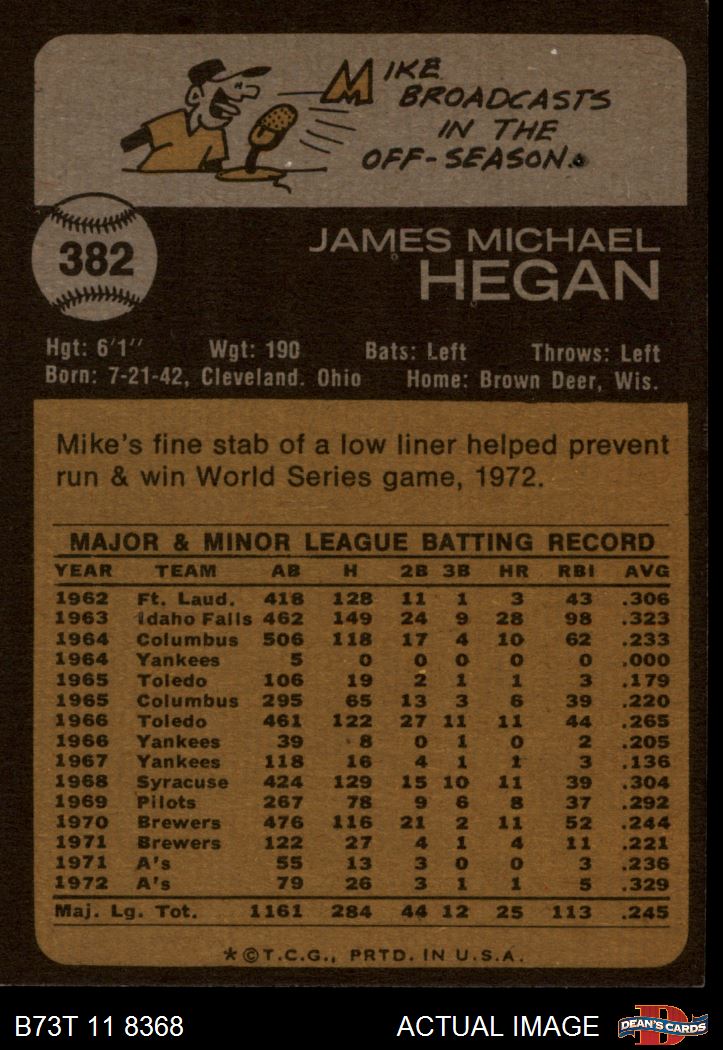 MIKE
BROADCASTS
IN THE
OFF-SEASON.
382
JAMES MICHAEL
HEGAN
Hgt: 6'1" Wgt: 190 Bats: Left Throws: Left
Born: 7-21-42, Cleveland. Ohio Home: Brown Deer, Wis.
Mike's fine stab of a low liner helped prevent
run & win World Series game, 1972.
MAJOR & MINOR LEAGUE BATTING RECORD
YEAR TEAM AB H 2B 3B HR RBI AVG
1962 Ft. Laud. 418 128 11 1 3 43 .306
1963 Idaho Falls 462 149 24 9 28 98 .323
1964 Columbus 506 118 17 4 10 62 .233
1964 Yankees 5 0 0 0 0 0 .000
1965 Toledo 106 19 2 1 1 3 .179
1965 Columbus 295 65 13 3 6 39 .220
1966 Toledo 461 122 27 11 11 44 .265
1966 Yankees 39 8 0 1 0 2 .205
1967 Yankees 118 16 4 1 1 3 .136
1968 Syracuse 424 129 15 10 11 39 .304
1969 Pilots 267 78 9 6 8 37 .292
1970 Brewers 476 116 21 2 11 52 .244
1971 Brewers 122 27 4 1 4 11 .221
1971 A's 55 13 3 0 0 3 .236
1972 A's 79 26 3 1 1 5 .329
Maj. Lg. Tot. 1161 284 44 12 25 113 .245
*©T.C.G., PRTD. IN U.S.A.
B73T 11 8368 ACTUAL IMAGE
D
DEAN'S CARDS